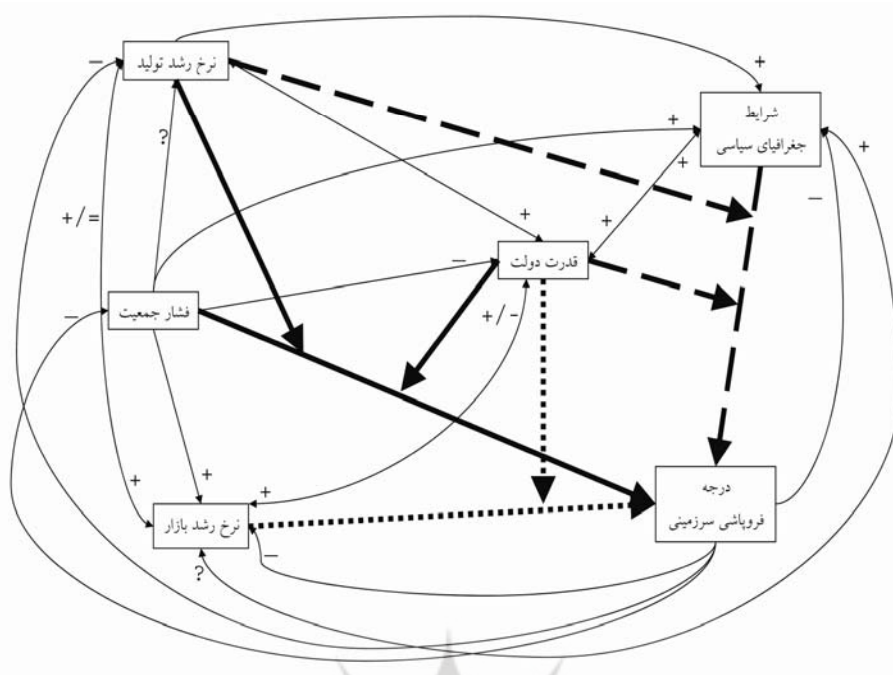 نرخ رشد تولید
شرایط
جغرافیای سیاسی
قدرت دولت
فشار جمعیت
درجه
فروپاشی سرزمینی
نرخ رشد بازار
–
+
+
?
+
+
+/=
+
+
–
–
–
+/-
+
+
+
–
?
+